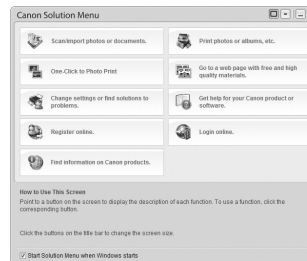 Canon Solution Menu
Scan/Import photos or documents.
Print photos or albums, etc.
One-Click to Photo Print
Go to a web page with free and high
quality materials.
Change settings or find solutions to
problems.
Get help for your Canon product or
software.
Register online.
Login online.
Find information on Canon products.
How to Use This Screen
Point to a button on the screen to display the description of each function. To use a function, click the
corresponding button.
Click the buttons on the title bar to change the screen size.
Start Solution Menu when Windows starts